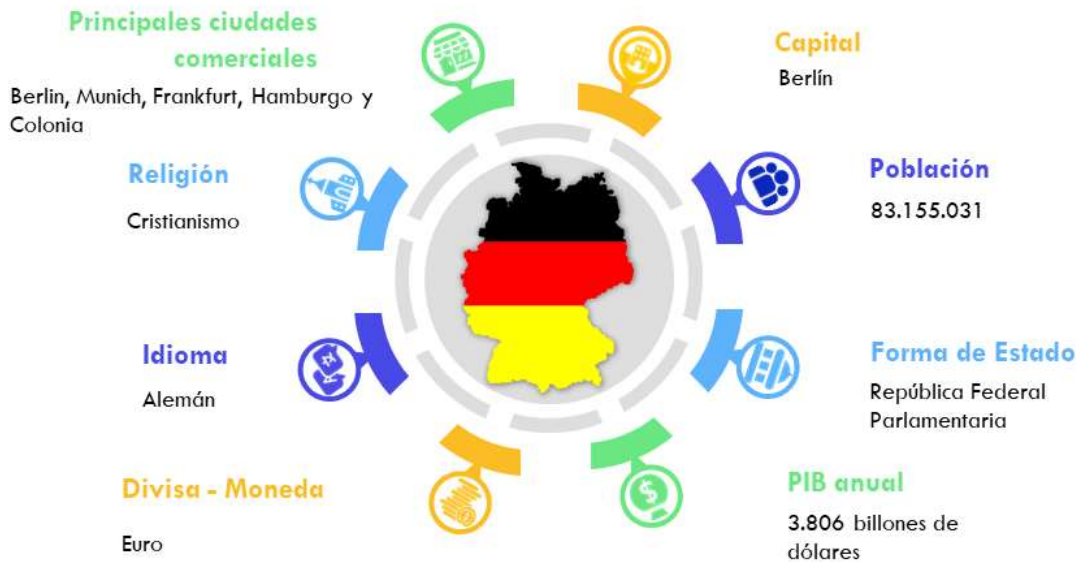 Principales ciudades
comerciales
Berlin, Munich, Frankfurt, Hamburgo y
Colonia
Capital
Berlín
Religión
Cristianismo
Población
83.155.031
Idioma
Alemán
Forma de Estado
República Federal
Parlamentaria
Divisa - Moneda
Euro
PIB anual
3.806 billones de
dólares